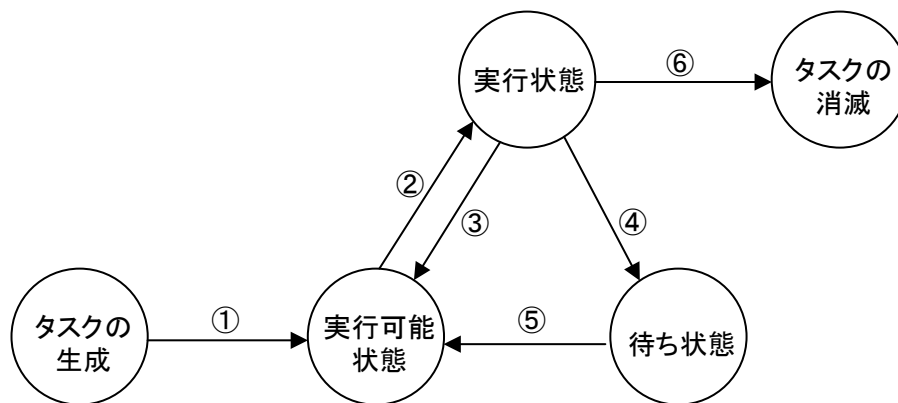 実行状態
⑥
タスクの
消滅
②
③
④
タスクの
生成
①
実行可能
状態
⑤
待ち状態